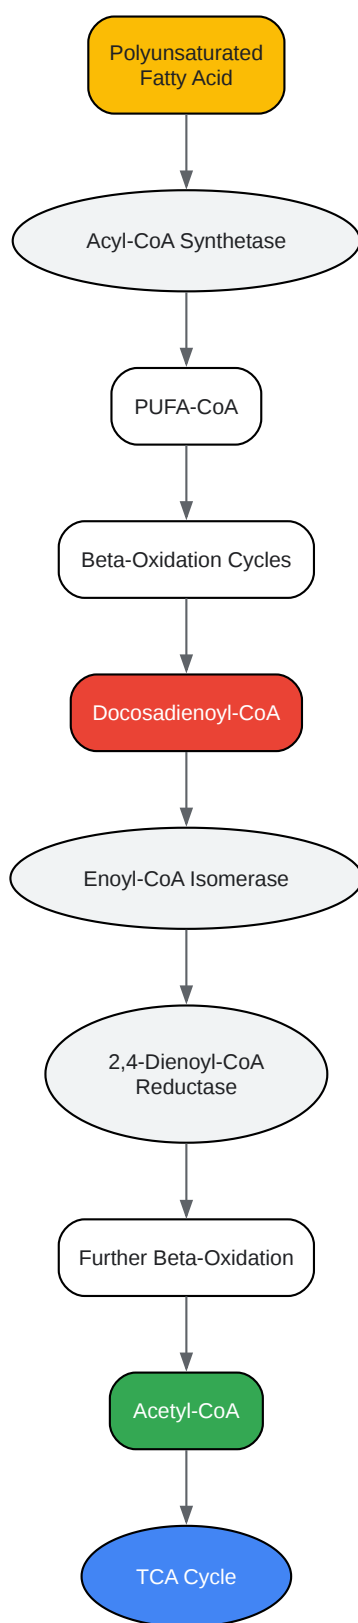 Polyunsaturated
Fatty Acid
Acyl-CoA Synthetase
PUFA-CoA
Beta-Oxidation Cycles
Docosadienoyl-CoA
Enoyl-CoA Isomerase
2,4-Dienoyl-CoA
Reductase
Further Beta-Oxidation
Acetyl-CoA
TCA Cycle